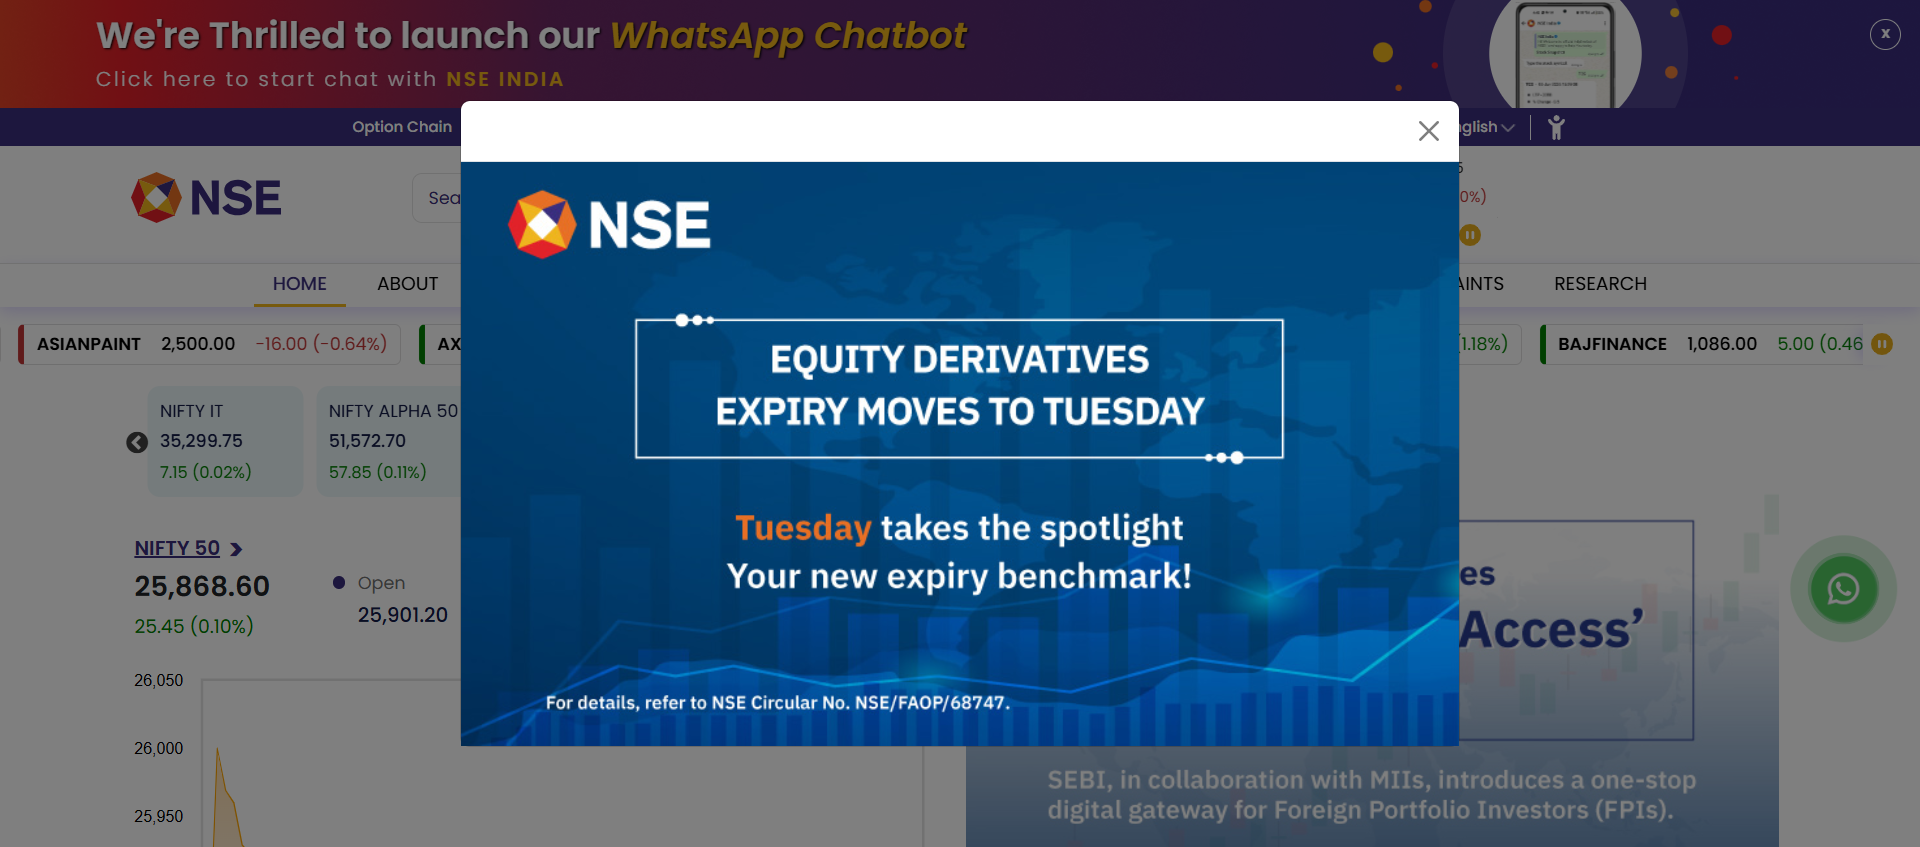 We're Thrilled to launch our WhatsApp Chatbot
Click here to start chat with NSE INDIA
x
Option Chain
nglish
NSE
Sea
5
0%)
HOME
ABOUT
AINTS
RESEARCH
ASIANPAINT 2,500.00 -16.00 (-0.64%)
AX
1.18%)
BAJFINANCE 1,086.00 5.00 (0.46
NIFTY IT
35,299.75
7.15 (0.02%)
NIFTY ALPHA 50
51,572.70
57.85 (0.11%)
NIFTY 50
25,868.60
25.45 (0.10%)
Open
25,901.20
26,050
26,000
25,950
NSE
EQUITY DERIVATIVES
EXPIRY MOVES TO TUESDAY
Tuesday takes the spotlight
Your new expiry benchmark!
For details, refer to NSE Circular No. NSE/FAOP/68747.
es
Access’
SEBI, in collaboration with MIIs, introduces a one-stop
digital gateway for Foreign Portfolio Investors (FPIs).